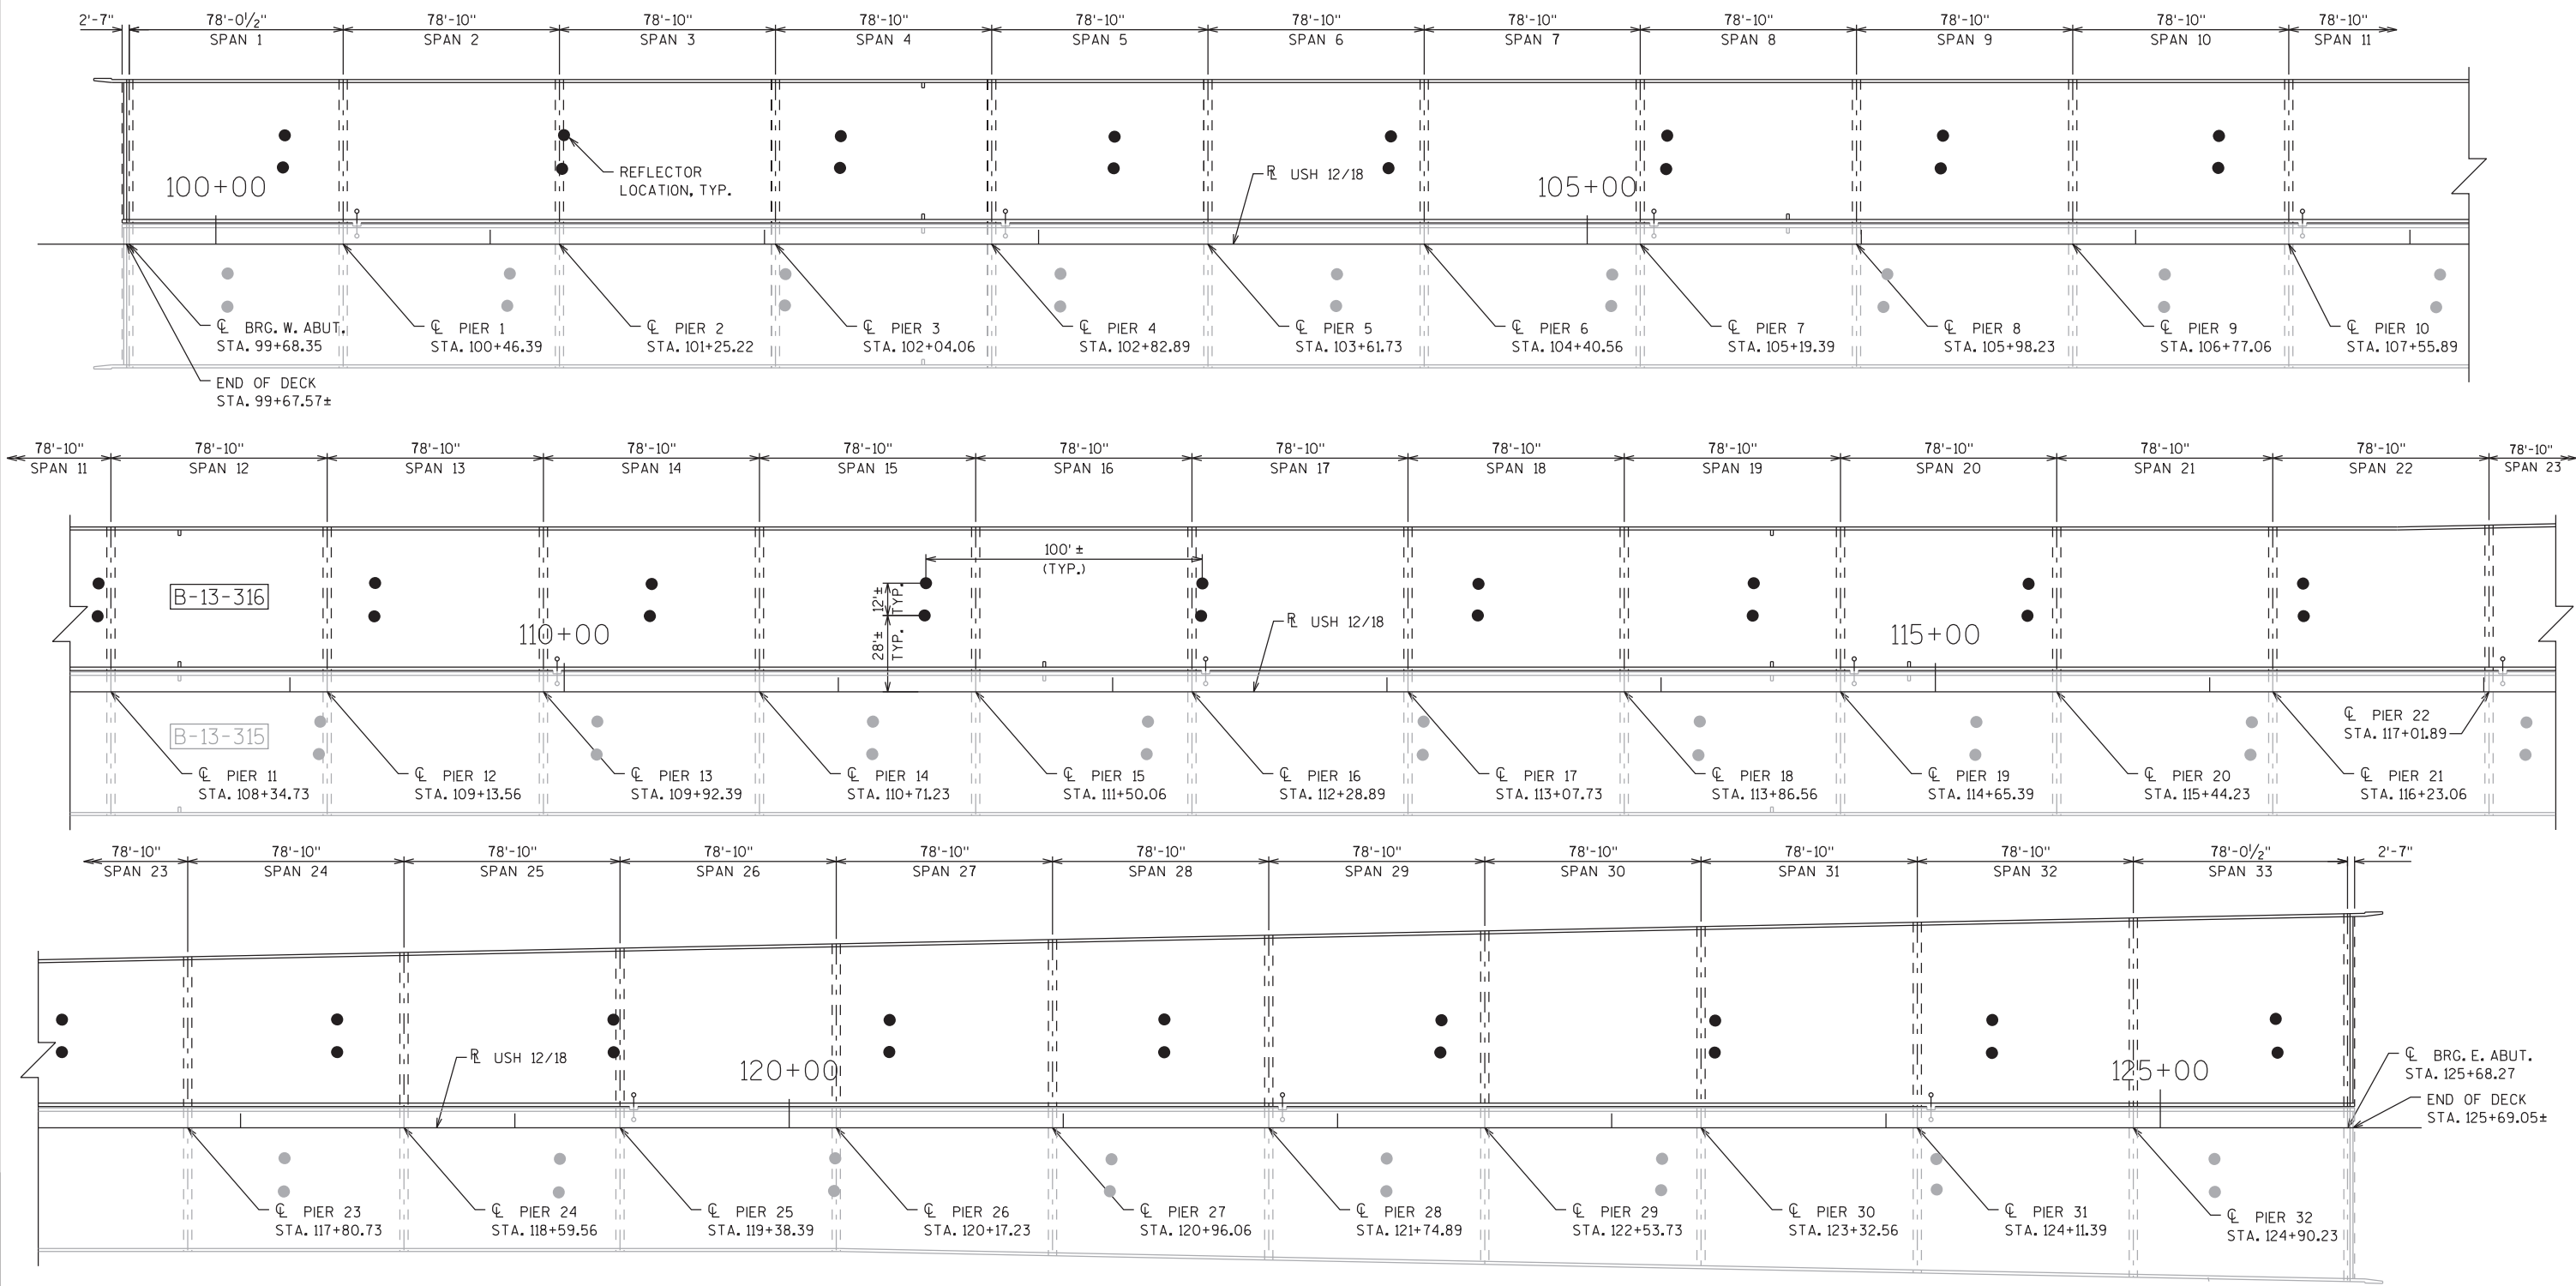 2'-7" 78'-0½" 78'-10" 78'-10" 78'-10" 78'-10" 78'-10" 78'-10" 78'-10" 78'-10" 78'-10" 78'-10"
SPAN 1 SPAN 2 SPAN 3 SPAN 4 SPAN 5 SPAN 6 SPAN 7 SPAN 8 SPAN 9 SPAN 10 SPAN 11
REFLECTOR
LOCATION, TYP.
100+00
℞ USH 12/18
105+00
℄ BRG. W. ABUT.
STA. 99+68.35
℄ PIER 1
STA. 100+46.39
℄ PIER 2
STA. 101+25.22
℄ PIER 3
STA. 102+04.06
℄ PIER 4
STA. 102+82.89
℄ PIER 5
STA. 103+61.73
℄ PIER 6
STA. 104+40.56
℄ PIER 7
STA. 105+19.39
℄ PIER 8
STA. 105+98.23
℄ PIER 9
STA. 106+77.06
℄ PIER 10
STA. 107+55.89
END OF DECK
STA. 99+67.57±
78'-10" 78'-10" 78'-10" 78'-10" 78'-10" 78'-10" 78'-10" 78'-10" 78'-10" 78'-10" 78'-10" 78'-10" 78'-10"
SPAN 11 SPAN 12 SPAN 13 SPAN 14 SPAN 15 SPAN 16 SPAN 17 SPAN 18 SPAN 19 SPAN 20 SPAN 21 SPAN 22 SPAN 23
100'±
(TYP.)
B-13-316
12'±
TYP.
28'±
TYP.
110+00
℞ USH 12/18
115+00
B-13-315
℄ PIER 11
STA. 108+34.73
℄ PIER 12
STA. 109+13.56
℄ PIER 13
STA. 109+92.39
℄ PIER 14
STA. 110+71.23
℄ PIER 15
STA. 111+50.06
℄ PIER 16
STA. 112+28.89
℄ PIER 17
STA. 113+07.73
℄ PIER 18
STA. 113+86.56
℄ PIER 19
STA. 114+65.39
℄ PIER 20
STA. 115+44.23
℄ PIER 21
STA. 116+23.06
℄ PIER 22
STA. 117+01.89
78'-10" 78'-10" 78'-10" 78'-10" 78'-10" 78'-10" 78'-10" 78'-10" 78'-10" 78'-10" 78'-0½" 2'-7"
SPAN 23 SPAN 24 SPAN 25 SPAN 26 SPAN 27 SPAN 28 SPAN 29 SPAN 30 SPAN 31 SPAN 32 SPAN 33
℞ USH 12/18
120+00
125+00
℄ BRG. E. ABUT.
STA. 125+68.27
END OF DECK
STA. 125+69.05±
℄ PIER 23
STA. 117+80.73
℄ PIER 24
STA. 118+59.56
℄ PIER 25
STA. 119+38.39
℄ PIER 26
STA. 120+17.23
℄ PIER 27
STA. 120+96.06
℄ PIER 28
STA. 121+74.89
℄ PIER 29
STA. 122+53.73
℄ PIER 30
STA. 123+32.56
℄ PIER 31
STA. 124+11.39
℄ PIER 32
STA. 124+90.23